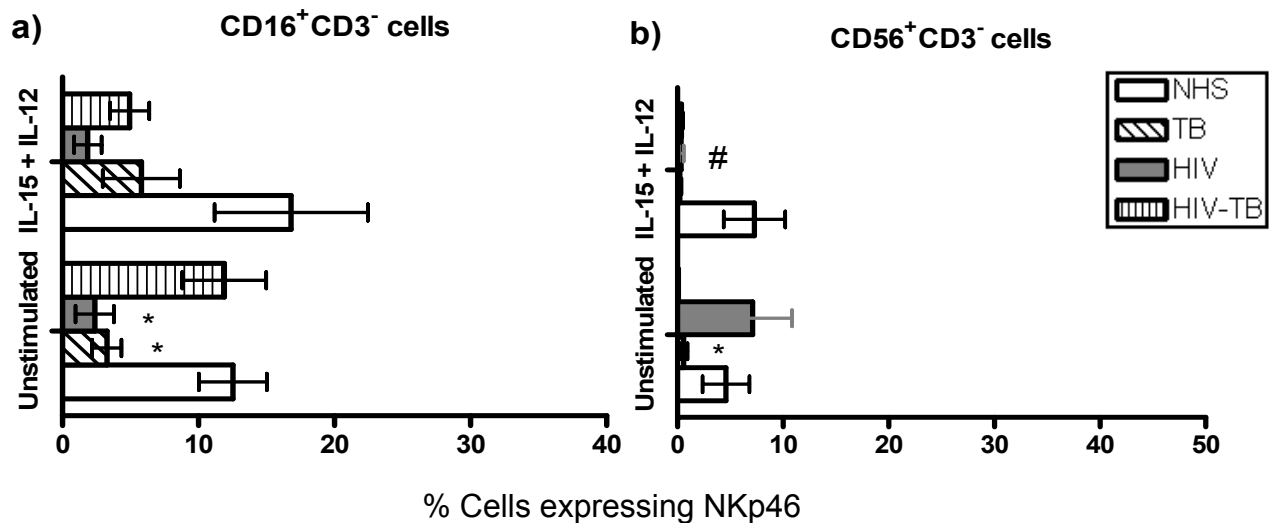 a)
CD16⁺CD3⁻ cells
IL-15 + IL-12
Unstimulated
*
*
0 10 20 30 40
b)
CD56⁺CD3⁻ cells
IL-15 + IL-12
Unstimulated
#
*
0 10 20 30 40 50
NHS
TB
HIV
HIV-TB
% Cells expressing NKp46